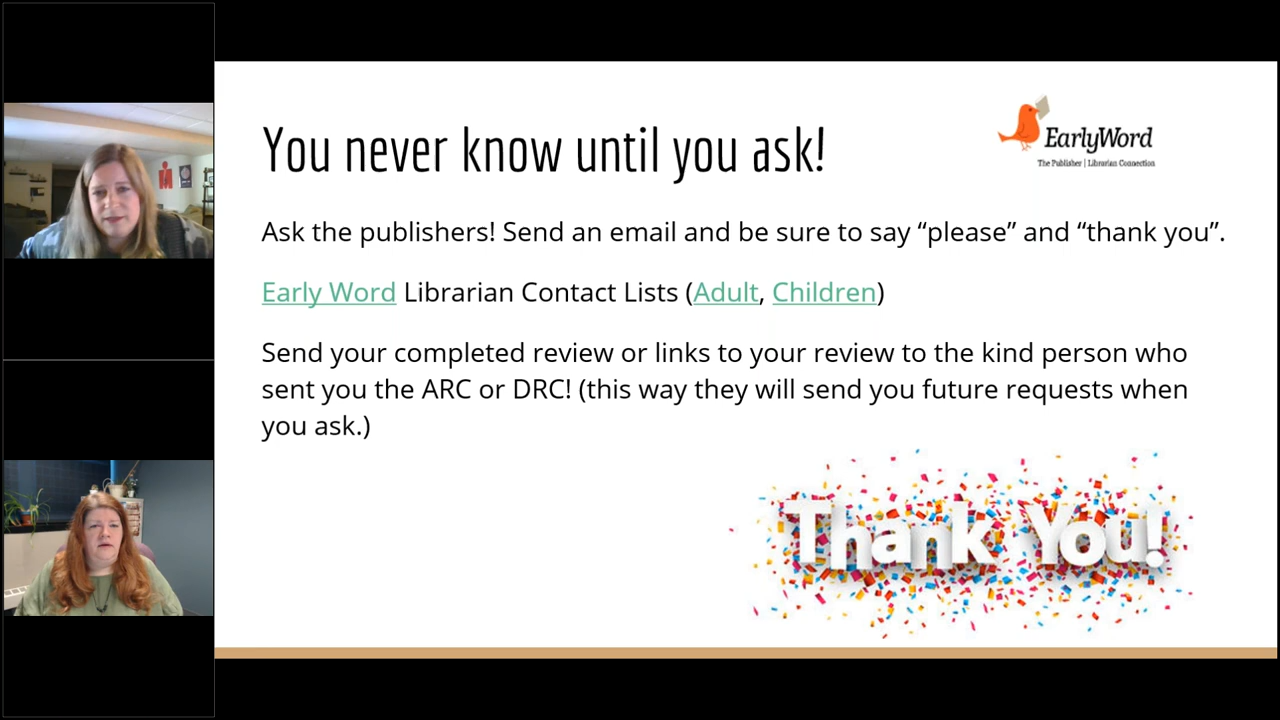 You never know until you ask!
EarlyWord
The Publisher | Librarian Connection
Ask the publishers! Send an email and be sure to say “please” and “thank you”.
Early Word Librarian Contact Lists (Adult, Children)
Send your completed review or links to your review to the kind person who
sent you the ARC or DRC! (this way they will send you future requests when
you ask.)
Thank You!